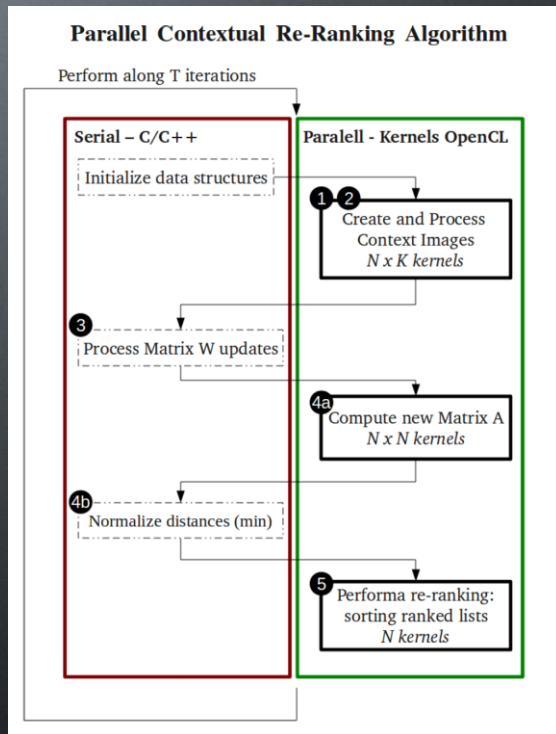 Parallel Contextual Re-Ranking Algorithm
Perform along T iterations
Serial – C/C++
Paralell - Kernels OpenCL
Initialize data structures
1 2
Create and Process
Context Images
N x K kernels
3
Process Matrix W updates
4a
Compute new Matrix A
N x N kernels
4b
Normalize distances (min)
5
Performa re-ranking:
sorting ranked lists
N kernels